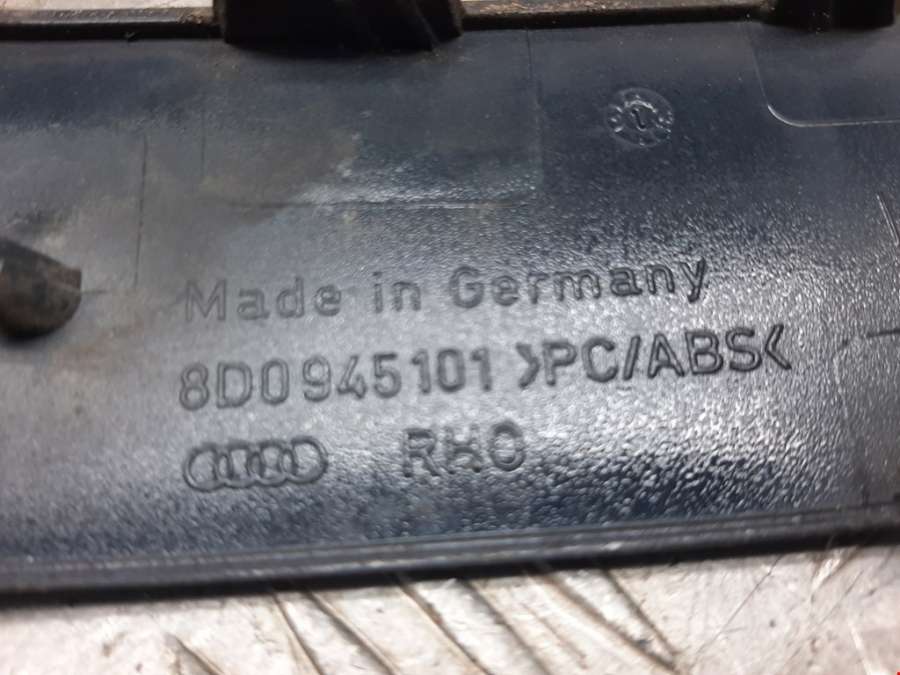 Made in Germany
8D0945101 >PC/ABS<
RHO